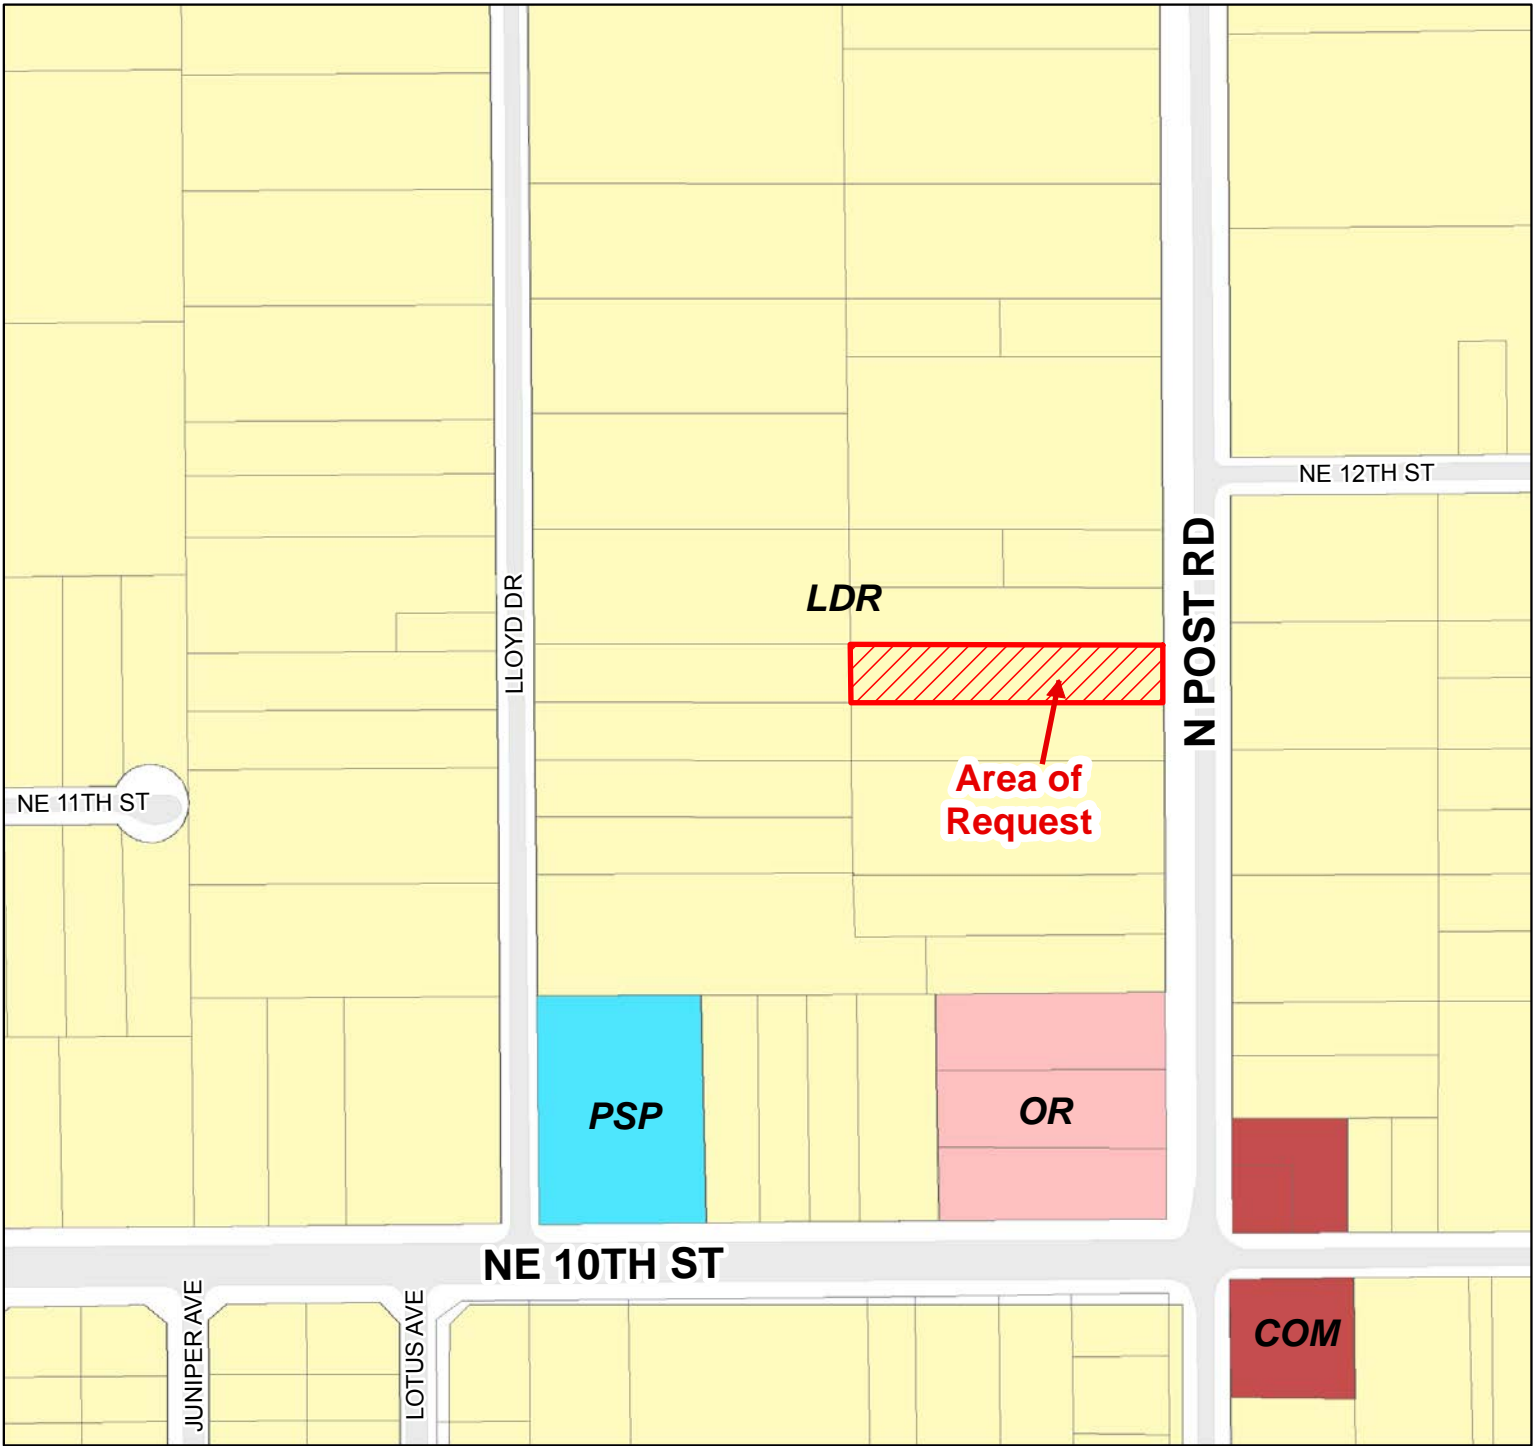 NE 12TH ST
N POST RD
LLOYD DR
LDR
Area of
Request
NE 11TH ST
PSP
OR
NE 10TH ST
JUNIPER AVE
LOTUS AVE
COM